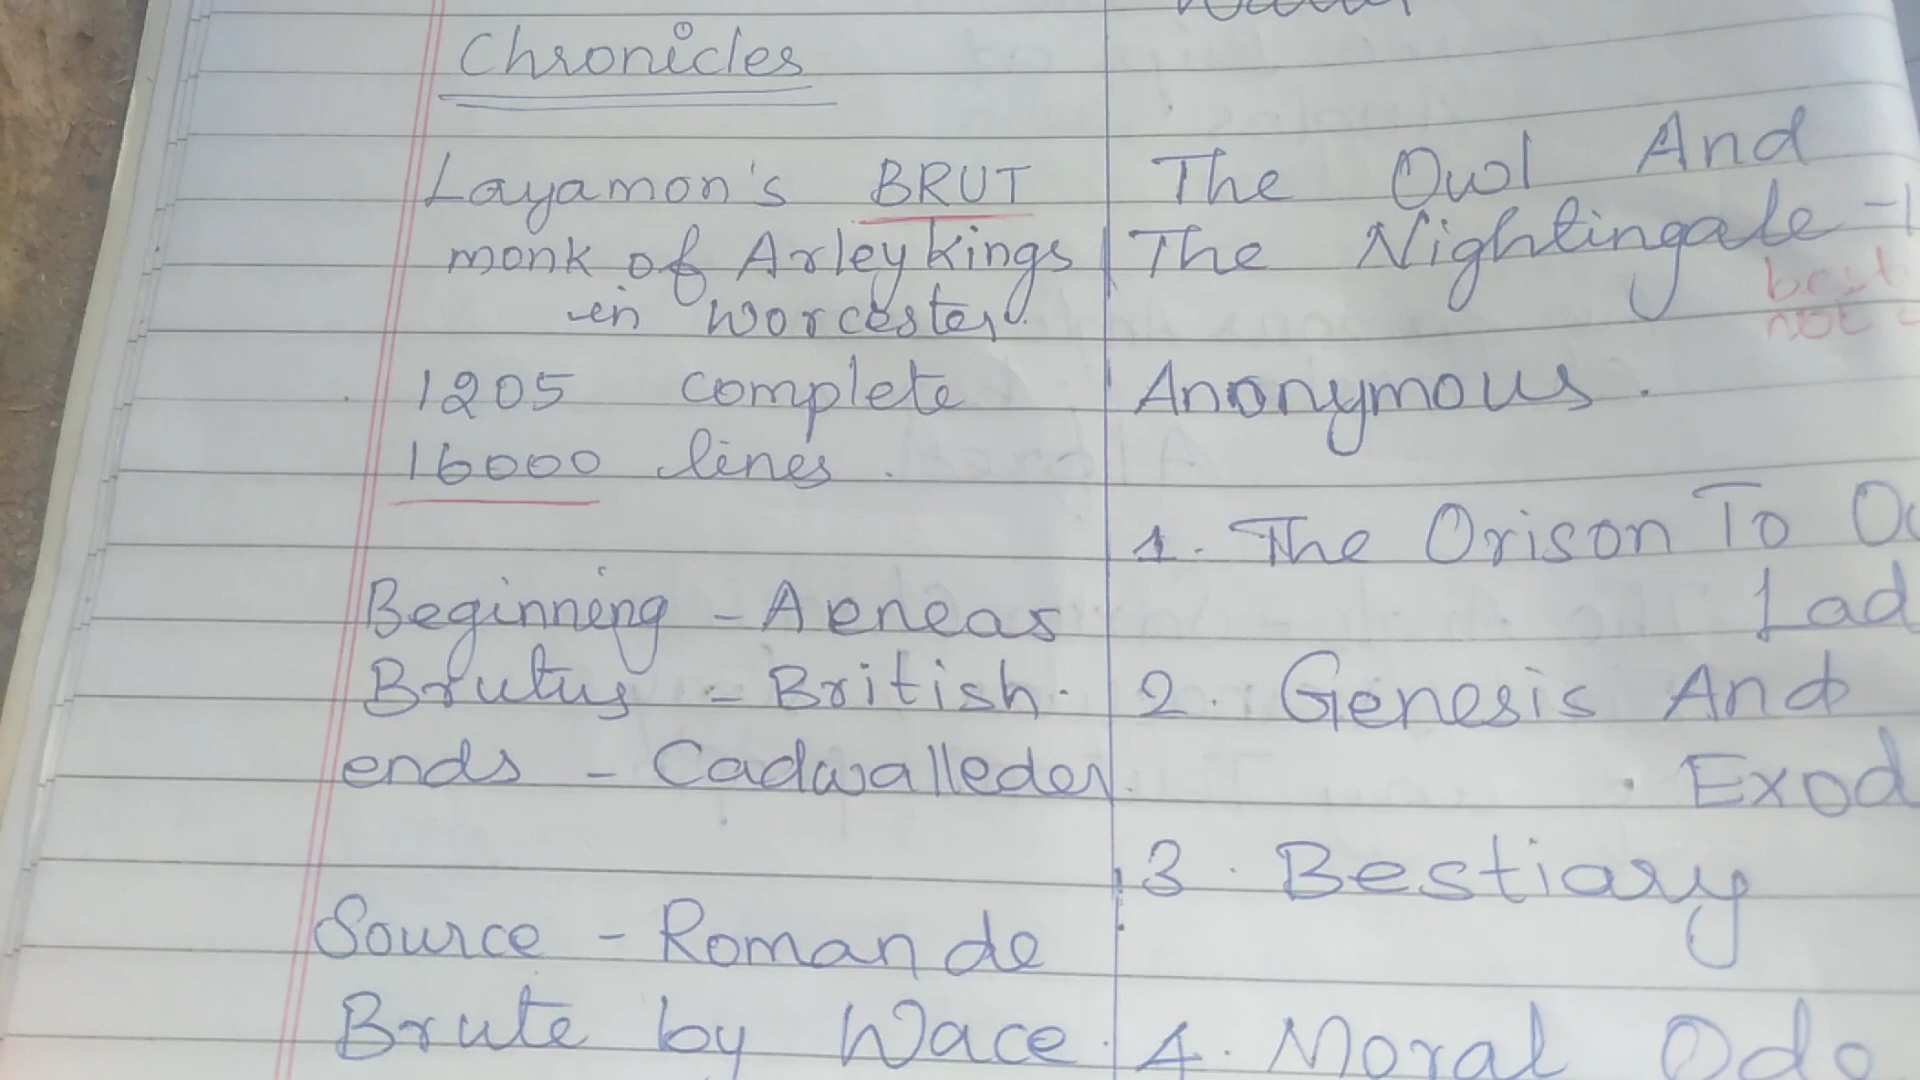 Chronicles
Layamon's BRUT
monk of Arley kings
in Worcester.
1205 complete
16000 lines.
Beginning - Aeneas
Brutus - British.
ends - Cadwalleder.
Source - Roman de
Brute by Wace.
The Owl And
The Nightingale -
best
not
Anonymous.
1. The Orison To
Lad
2. Genesis And
Exod
3. Bestiary
4. Moral Ode